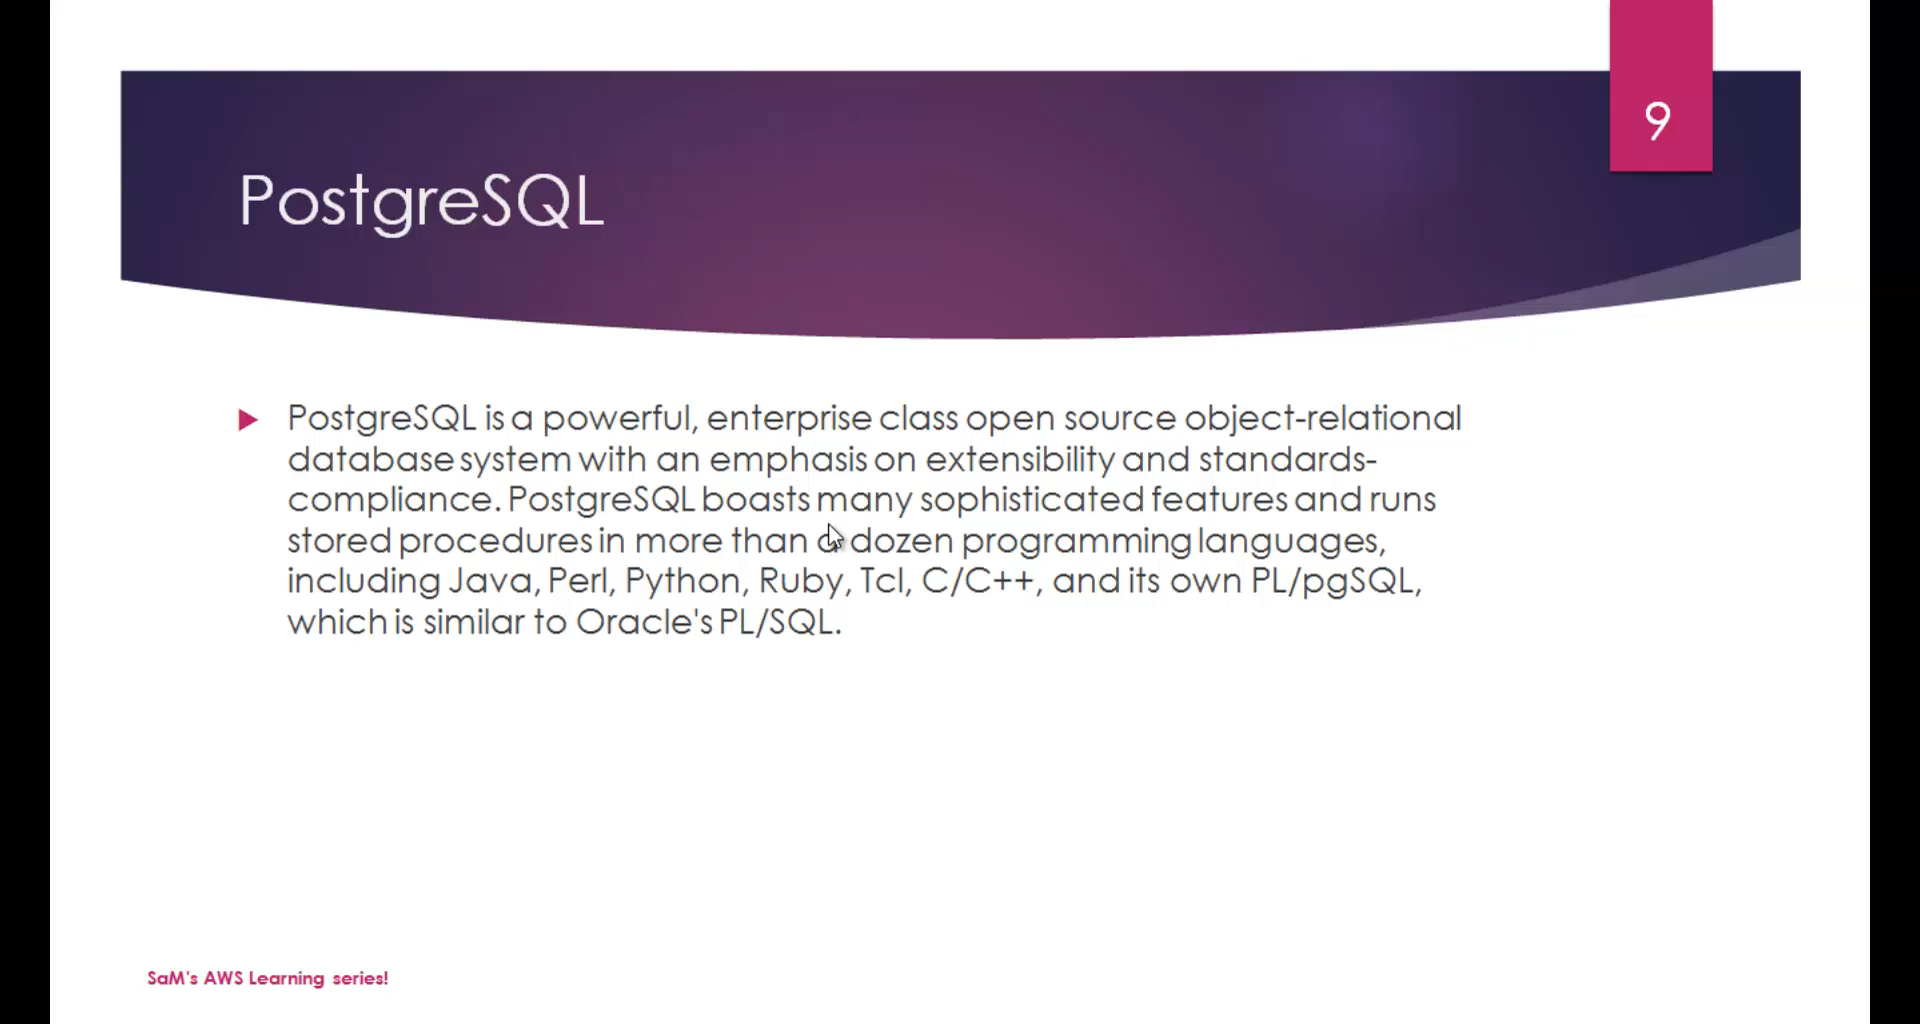 9
PostgreSQL
PostgreSQL is a powerful, enterprise class open source object-relational
database system with an emphasis on extensibility and standards-
compliance. PostgreSQL boasts many sophisticated features and runs
stored procedures in more than a dozen programming languages,
including Java, Perl, Python, Ruby, Tcl, C/C++, and its own PL/pgSQL,
which is similar to Oracle's PL/SQL.
SaM's AWS Learning series!